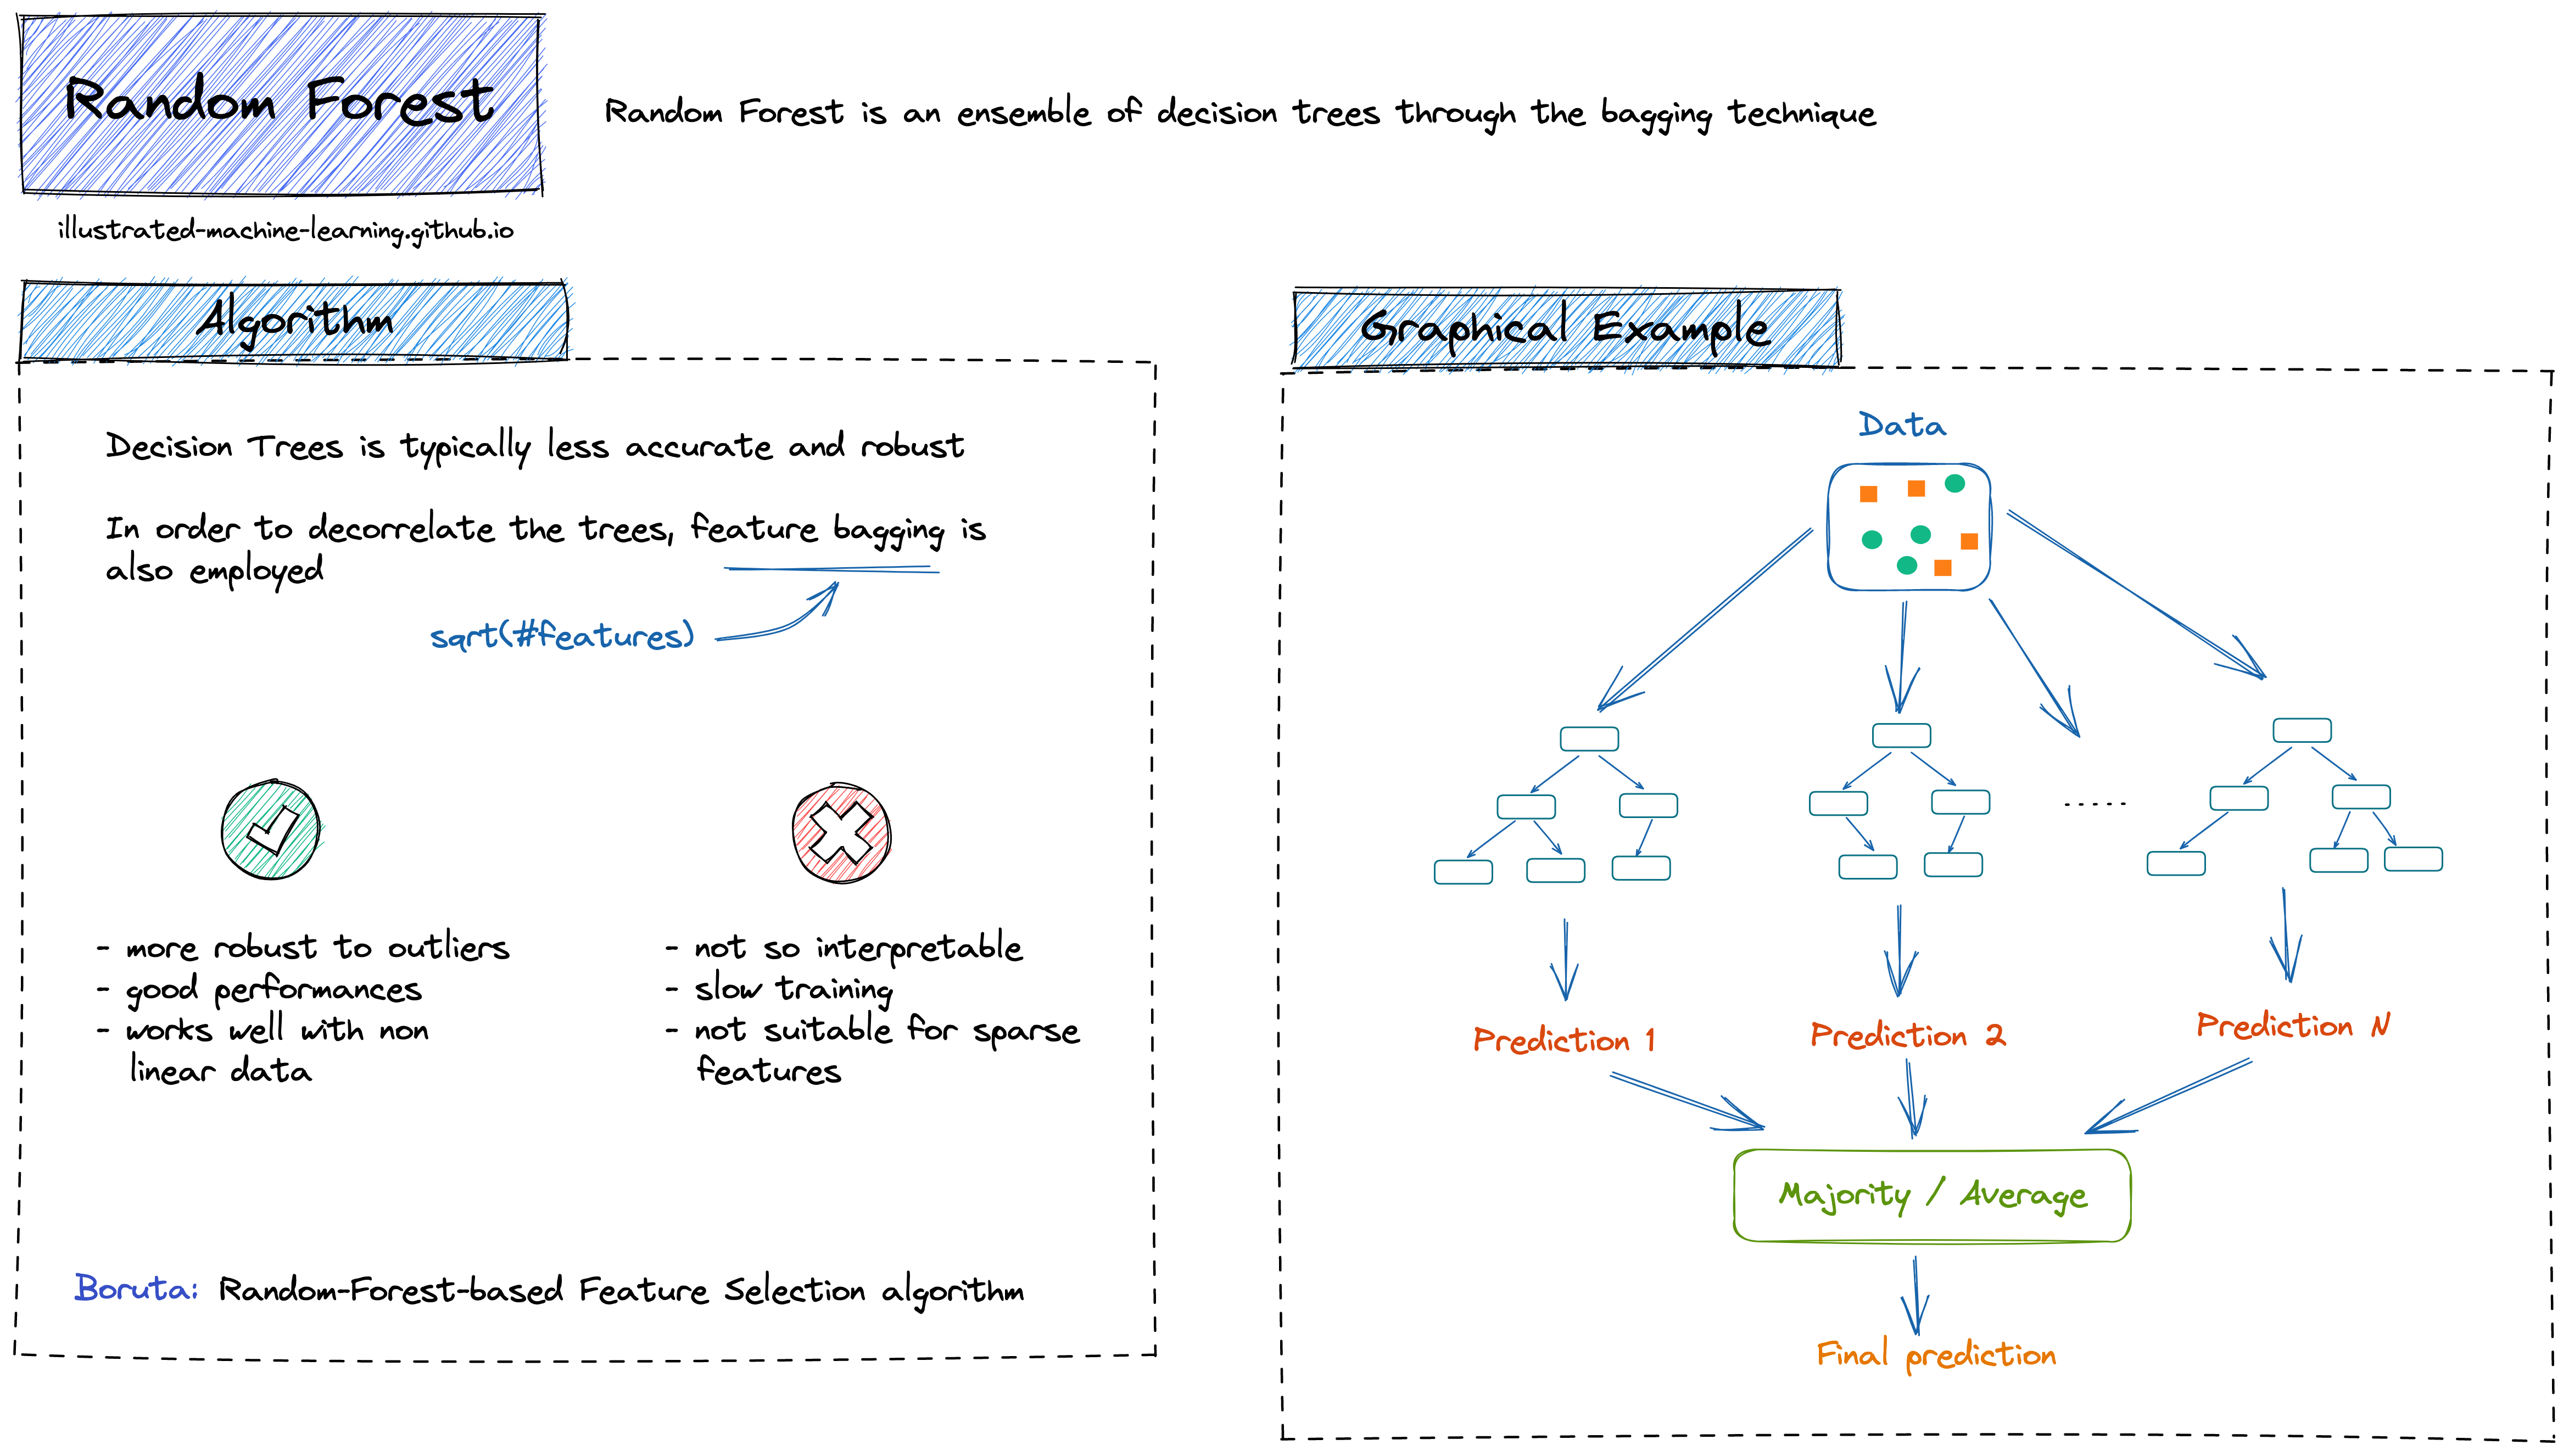 Random Forest
Random Forest is an ensemble of decision trees through the bagging technique
illustrated-machine-learning.github.io
Algorithm
Decision Trees is typically less accurate and robust
In order to decorrelate the trees, feature bagging is
also employed
sqrt(#features)
- more robust to outliers
- good performances
- works well with non
linear data
- not so interpretable
- slow training
- not suitable for sparse
features
Boruta: Random-Forest-based Feature Selection algorithm
Graphical Example
Data
.....
Prediction 1
Prediction 2
Prediction N
Majority / Average
Final prediction